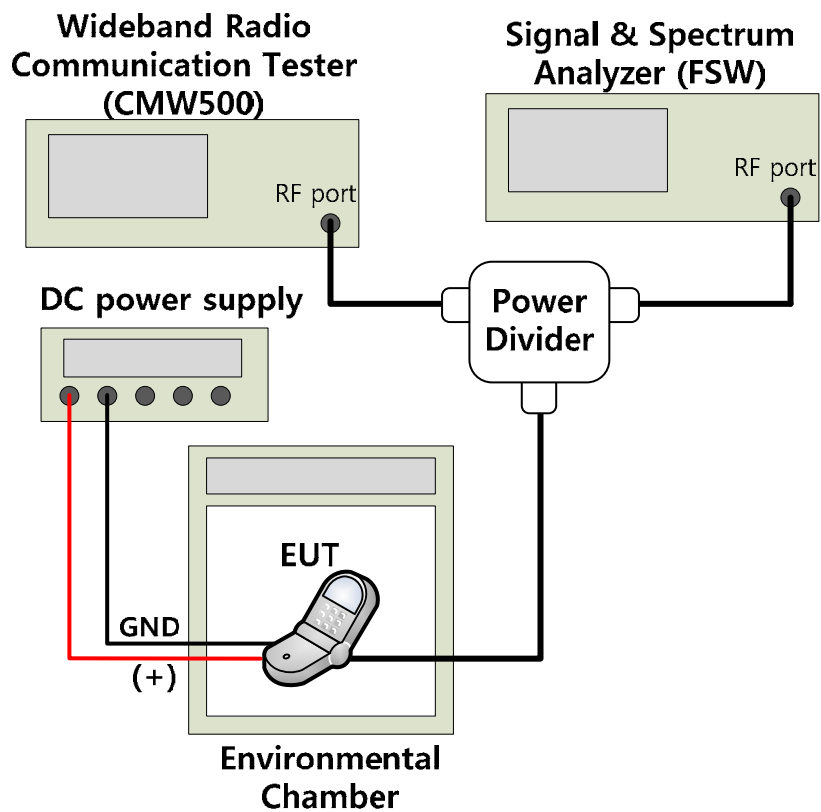 Wideband Radio
Communication Tester
(CMW500)
RF port
Signal & Spectrum
Analyzer (FSW)
RF port
DC power supply
Power
Divider
EUT
GND
(+)
Environmental
Chamber